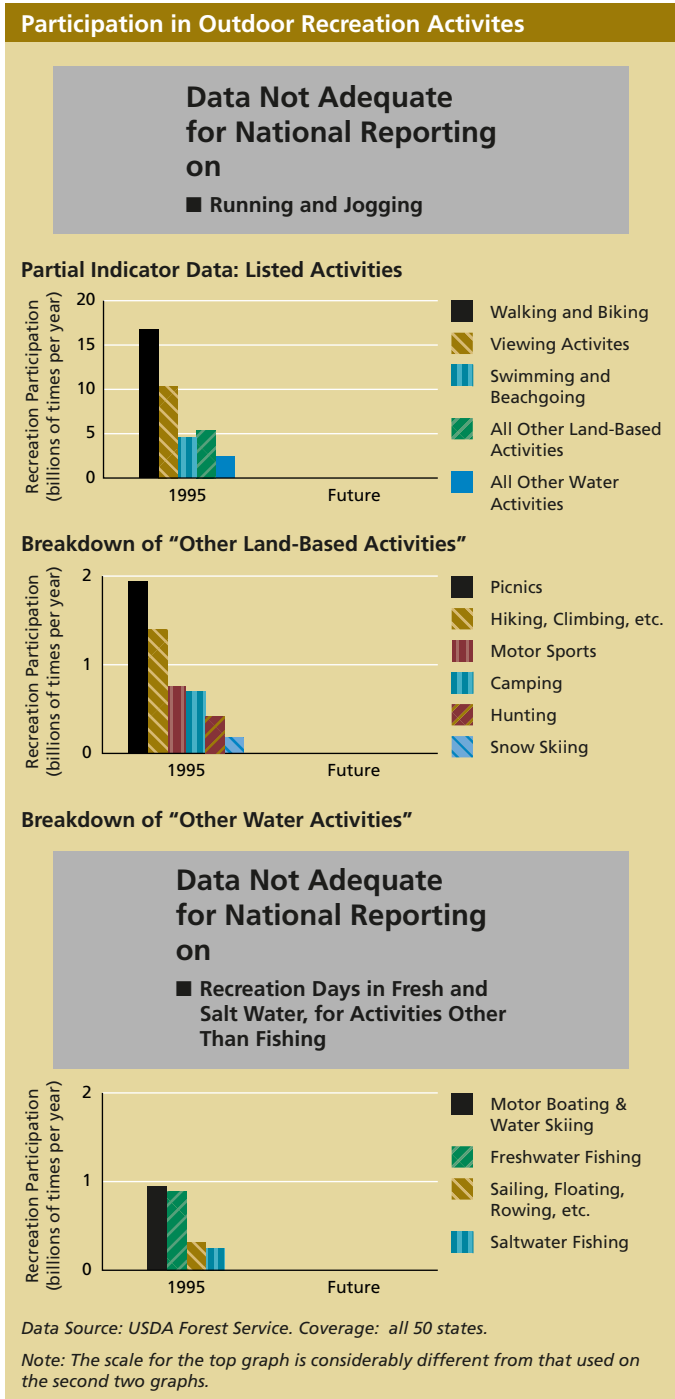 Participation in Outdoor Recreation Activites
Data Not Adequate
for National Reporting
on
■ Running and Jogging
Partial Indicator Data: Listed Activities
Recreation Participation
(billions of times per year)
20
15
10
5
0
1995
Future
Walking and Biking
Viewing Activites
Swimming and
Beachgoing
All Other Land-Based
Activities
All Other Water
Activities
Breakdown of “Other Land-Based Activities”
Recreation Participation
(billions of times per year)
2
1
0
1995
Future
Picnics
Hiking, Climbing, etc.
Motor Sports
Camping
Hunting
Snow Skiing
Breakdown of “Other Water Activities”
Data Not Adequate
for National Reporting
on
■ Recreation Days in Fresh and
Salt Water, for Activities Other
Than Fishing
Recreation Participation
(billions of times per year)
2
1
0
1995
Future
Motor Boating &
Water Skiing
Freshwater Fishing
Sailing, Floating,
Rowing, etc.
Saltwater Fishing
Data Source: USDA Forest Service. Coverage: all 50 states.
Note: The scale for the top graph is considerably different from that used on
the second two graphs.